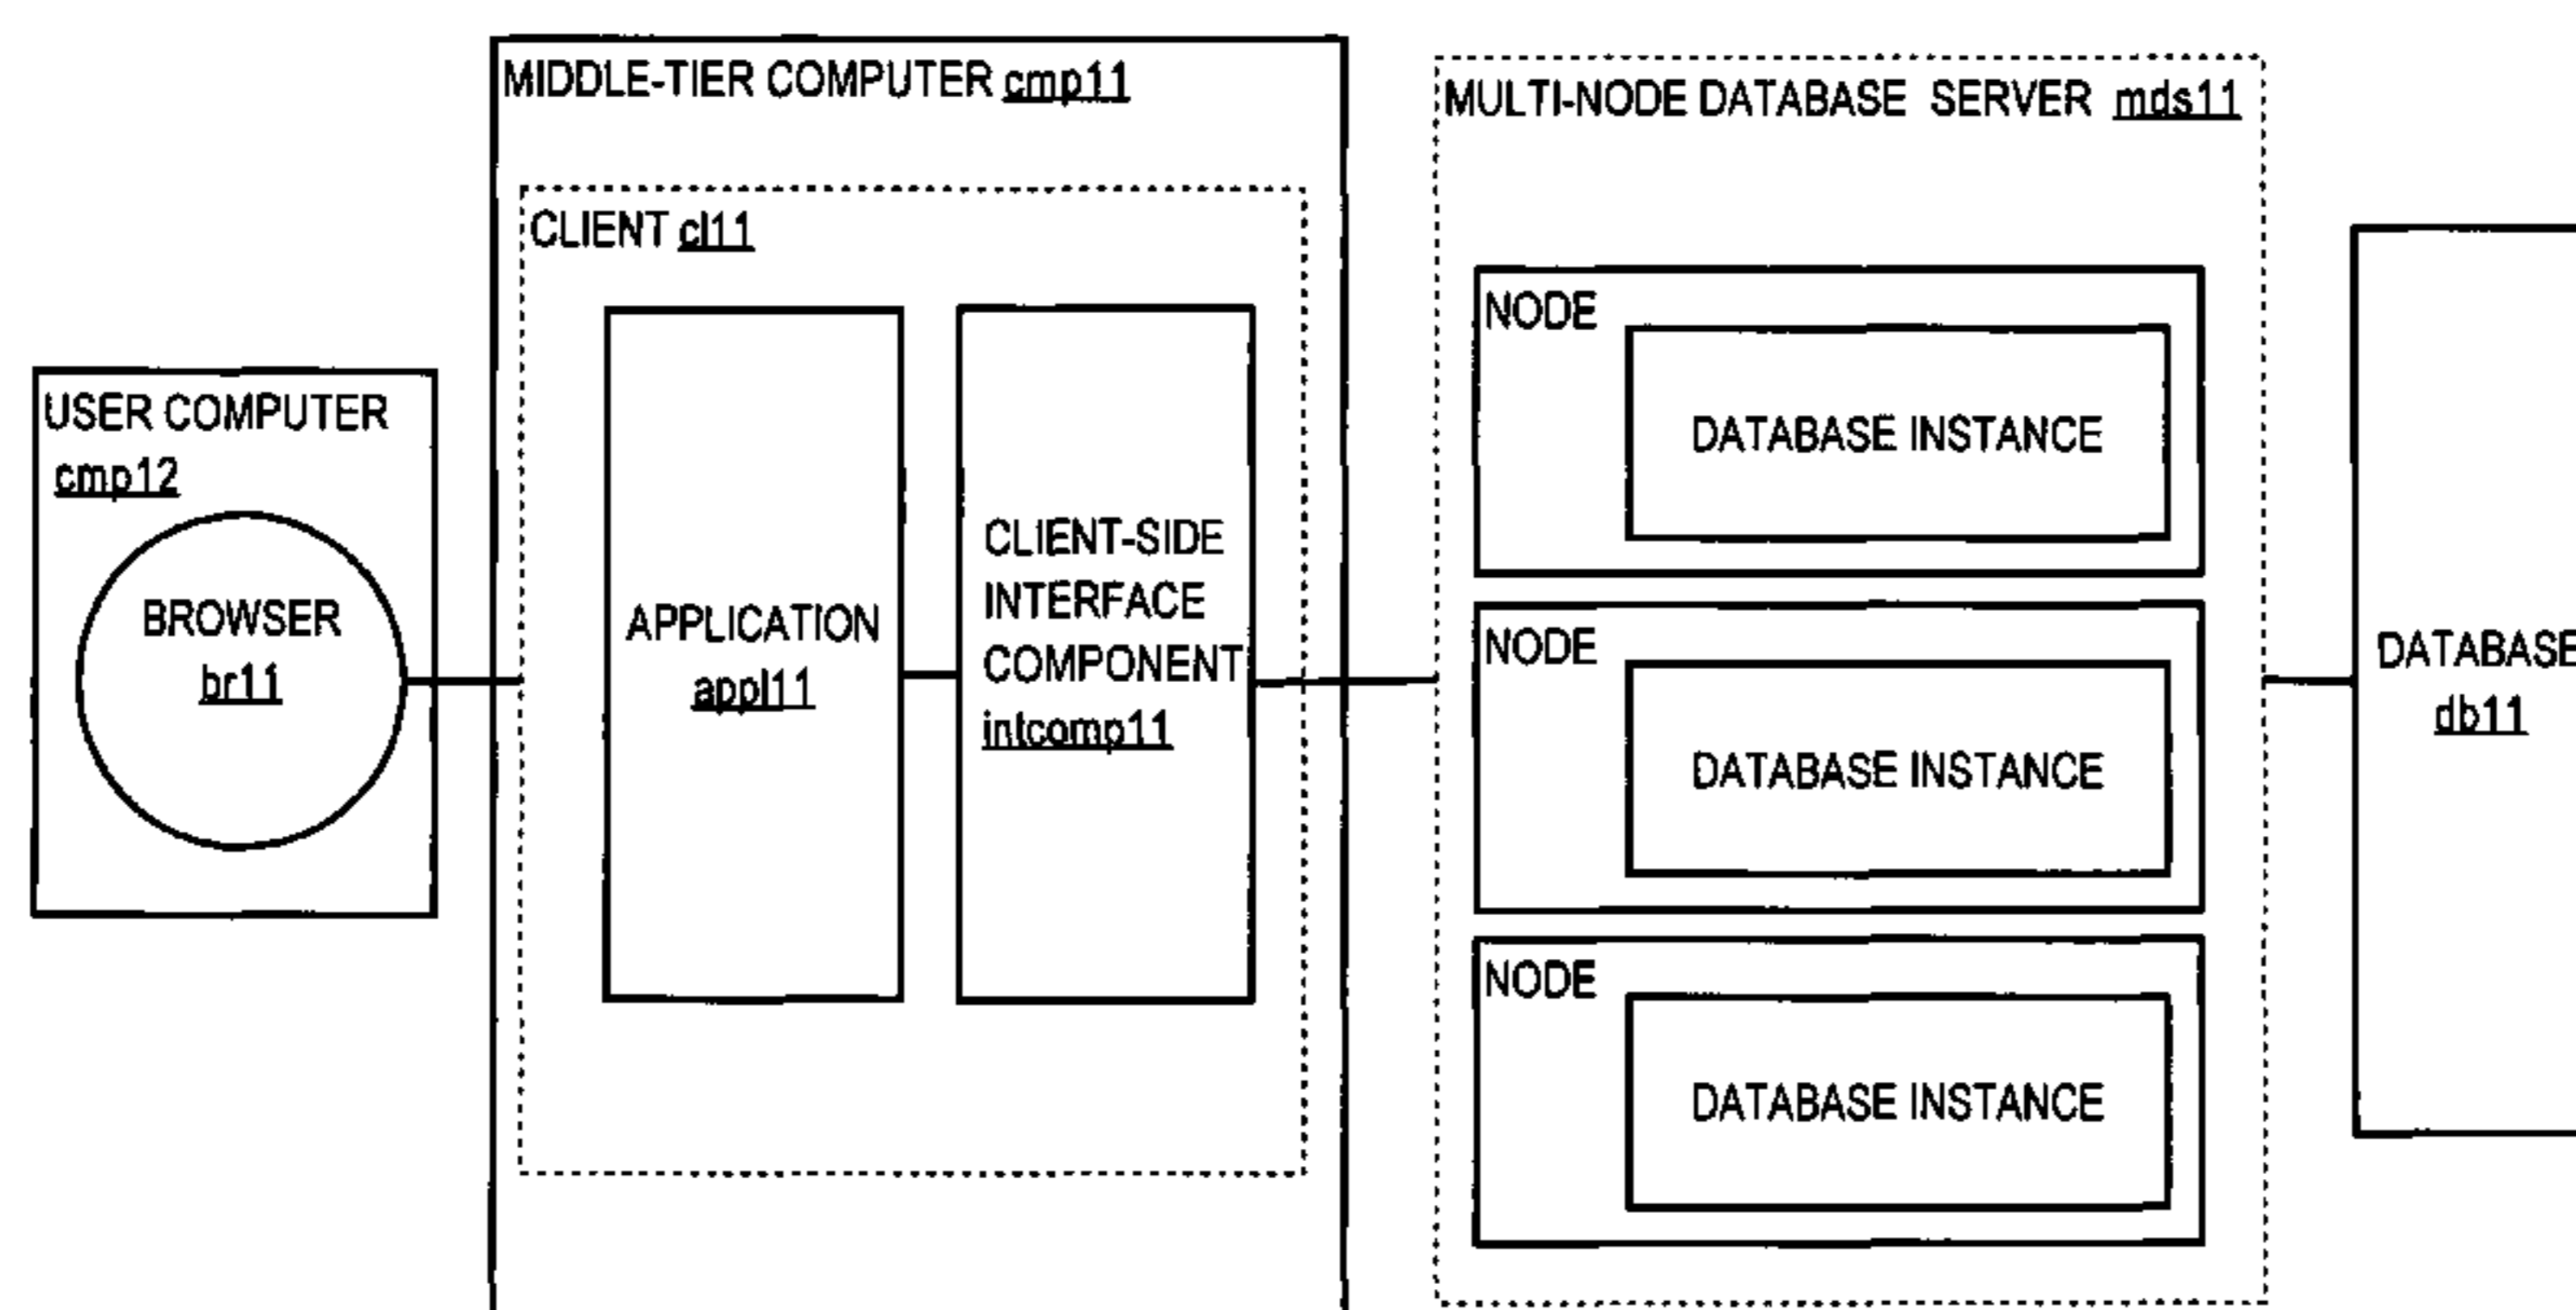 MIDDLE-TIER COMPUTER cmp11
CLIENT cl11
USER COMPUTER
cmp12
BROWSER
br11
APPLICATION
appl11
CLIENT-SIDE
INTERFACE
COMPONENT
intcomp11
MULTI-NODE DATABASE SERVER mds11
NODE
DATABASE INSTANCE
NODE
DATABASE INSTANCE
NODE
DATABASE INSTANCE
DATABASE
db11